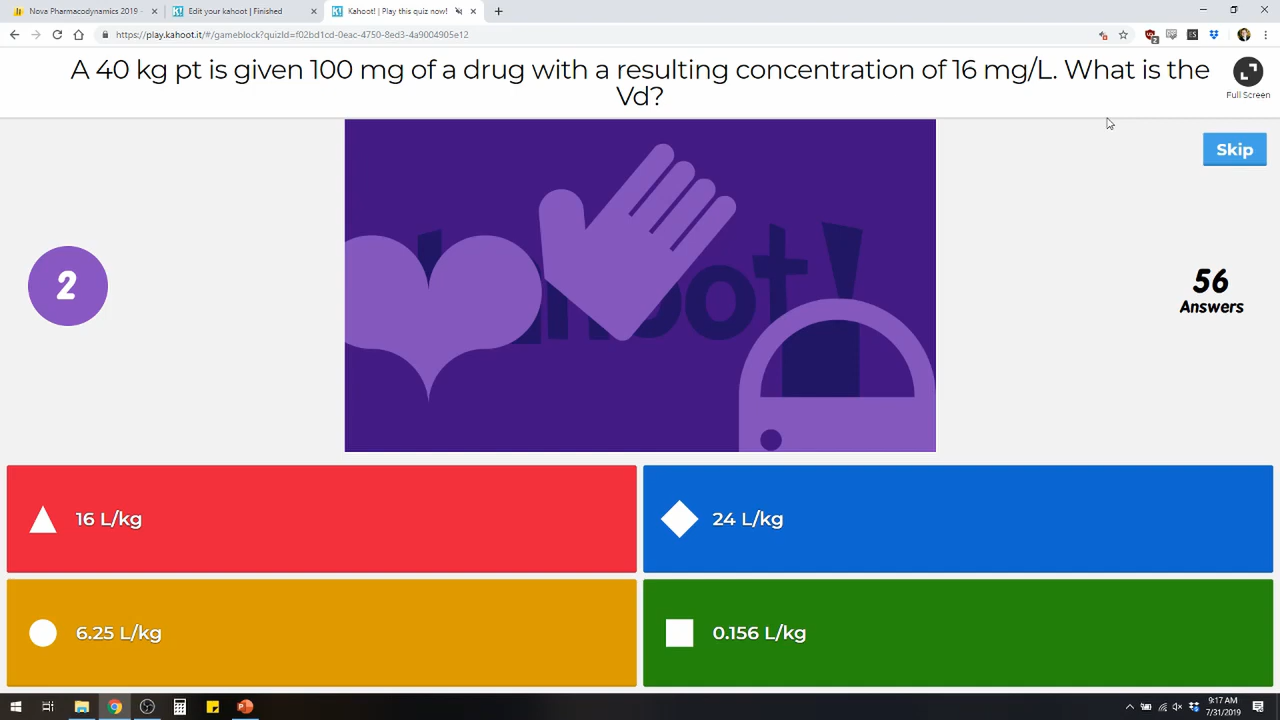 Nova Pharmacodynamics 2019 -
Edit your kahoot | Finished
Kahoot! | Play this quiz now!
https://play.kahoot.it/#/gameblock?quizId=f02bd1cd-0eac-4750-8ed3-4a9004905e12
A 40 kg pt is given 100 mg of a drug with a resulting concentration of 16 mg/L. What is the
Vd?
Full Screen
Skip
2
56
Answers
16 L/kg
24 L/kg
6.25 L/kg
0.156 L/kg
9:17 AM
7/31/2019